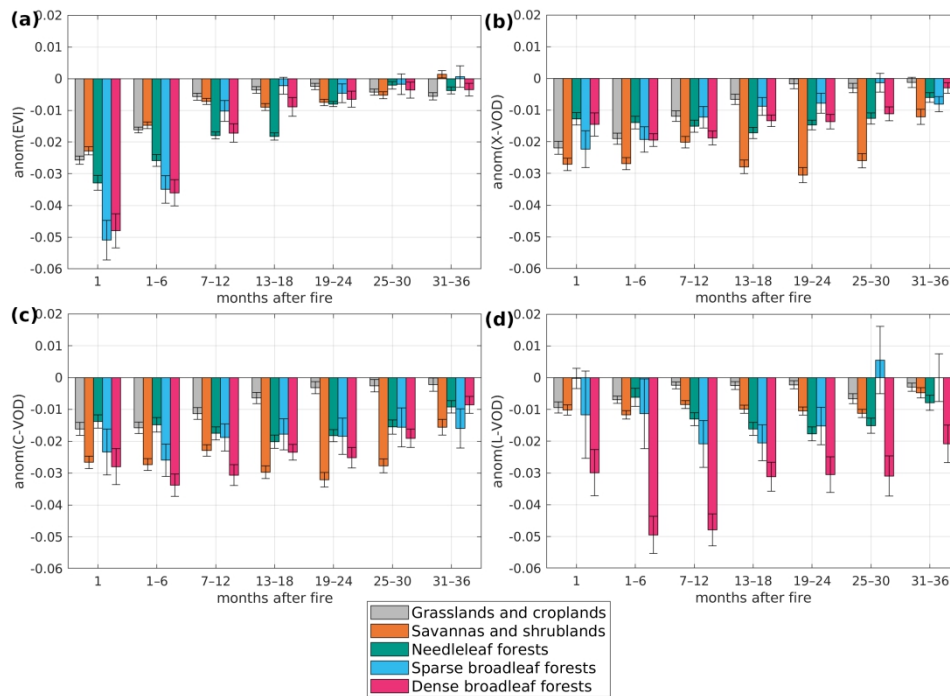 (a)
0.02
0.01
0
-0.01
-0.02
-0.03
-0.04
-0.05
-0.06
anom(EVI)
1 1–6 7–12 13–18 19–24 25–30 31–36
months after fire
(b)
0.02
0.01
0
-0.01
-0.02
-0.03
-0.04
-0.05
-0.06
anom(X-VOD)
1 1–6 7–12 13–18 19–24 25–30 31–36
months after fire
(c)
0.02
0.01
0
-0.01
-0.02
-0.03
-0.04
-0.05
-0.06
anom(C-VOD)
1 1–6 7–12 13–18 19–24 25–30 31–36
months after fire
(d)
0.02
0.01
0
-0.01
-0.02
-0.03
-0.04
-0.05
-0.06
anom(L-VOD)
1 1–6 7–12 13–18 19–24 25–30 31–36
months after fire
Grasslands and croplands
Savannas and shrublands
Needleleaf forests
Sparse broadleaf forests
Dense broadleaf forests